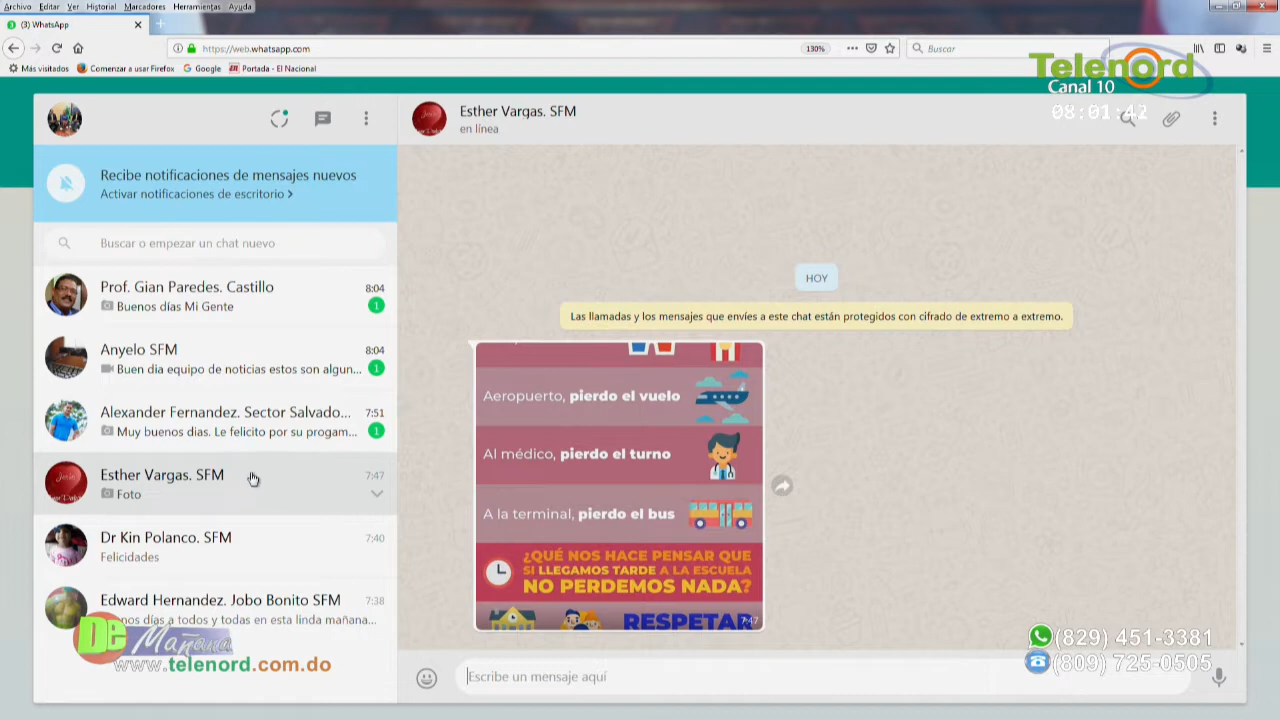 Archivo Editar Ver Historial Marcadores Herramientas Ayuda
(3) WhatsApp
https://web.whatsapp.com
130%
Buscar
Más visitados Comenzar a usar Firefox Google Portada - El Nacional
Telenord
Canal 10
08:01:42
Esther Vargas. SFM
en línea
Recibe notificaciones de mensajes nuevos
Activar notificaciones de escritorio >
Buscar o empezar un chat nuevo
Prof. Gian Paredes. Castillo 8:04
Buenos días Mi Gente 1
Anyelo SFM 8:04
Buen dia equipo de noticias estos son algun... 1
Alexander Fernandez. Sector Salvado... 7:51
Muy buenos dias. Le felicito por su progam... 1
Esther Vargas. SFM 7:47
Foto
Dr Kin Polanco. SFM 7:40
Felicidades
Edward Hernandez. Jobo Bonito SFM 7:38
nos días a todos y todas en esta linda mañana...
De Mañana
www.telenord.com.do
HOY
Las llamadas y los mensajes que envíes a este chat están protegidos con cifrado de extremo a extremo.
Aeropuerto, pierdo el vuelo
Al médico, pierdo el turno
A la terminal, pierdo el bus
¿QUÉ NOS HACE PENSAR QUE
SI LLEGAMOS TARDE A LA ESCUELA
NO PERDEMOS NADA?
RESPETAR
7:47
Escribe un mensaje aquí
(829) 451-3381
(809) 725-0505